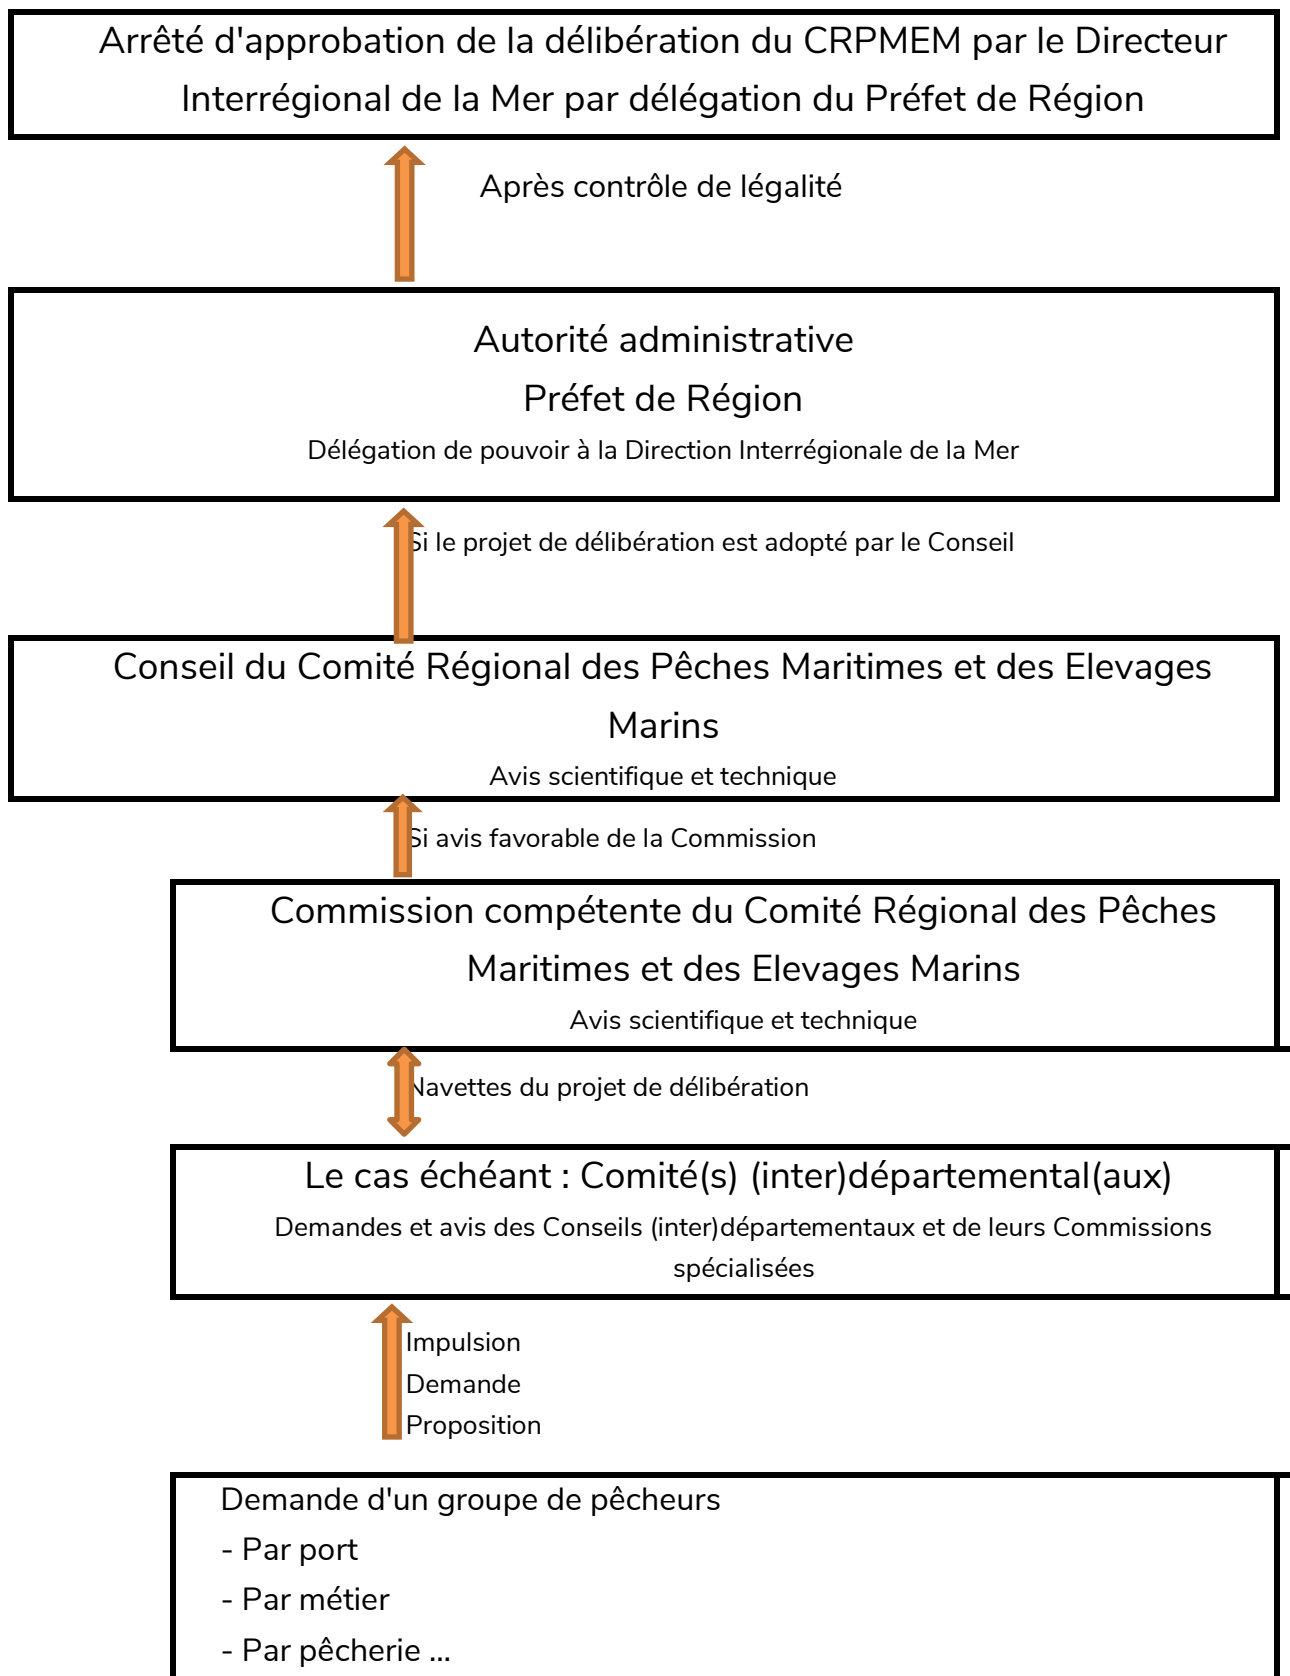 Arrêté d'approbation de la délibération du CRPMEM par le Directeur
Interrégional de la Mer par délégation du Préfet de Région
Après contrôle de légalité
Autorité administrative
Préfet de Région
Délégation de pouvoir à la Direction Interrégionale de la Mer
Si le projet de délibération est adopté par le Conseil
Conseil du Comité Régional des Pêches Maritimes et des Elevages
Marins
Avis scientifique et technique
Si avis favorable de la Commission
Commission compétente du Comité Régional des Pêches
Maritimes et des Elevages Marins
Avis scientifique et technique
Navettes du projet de délibération
Le cas échéant : Comité(s) (inter)départemental(aux)
Demandes et avis des Conseils (inter)départementaux et de leurs Commissions
spécialisées
Impulsion
Demande
Proposition
Demande d'un groupe de pêcheurs
- Par port
- Par métier
- Par pêcherie ...